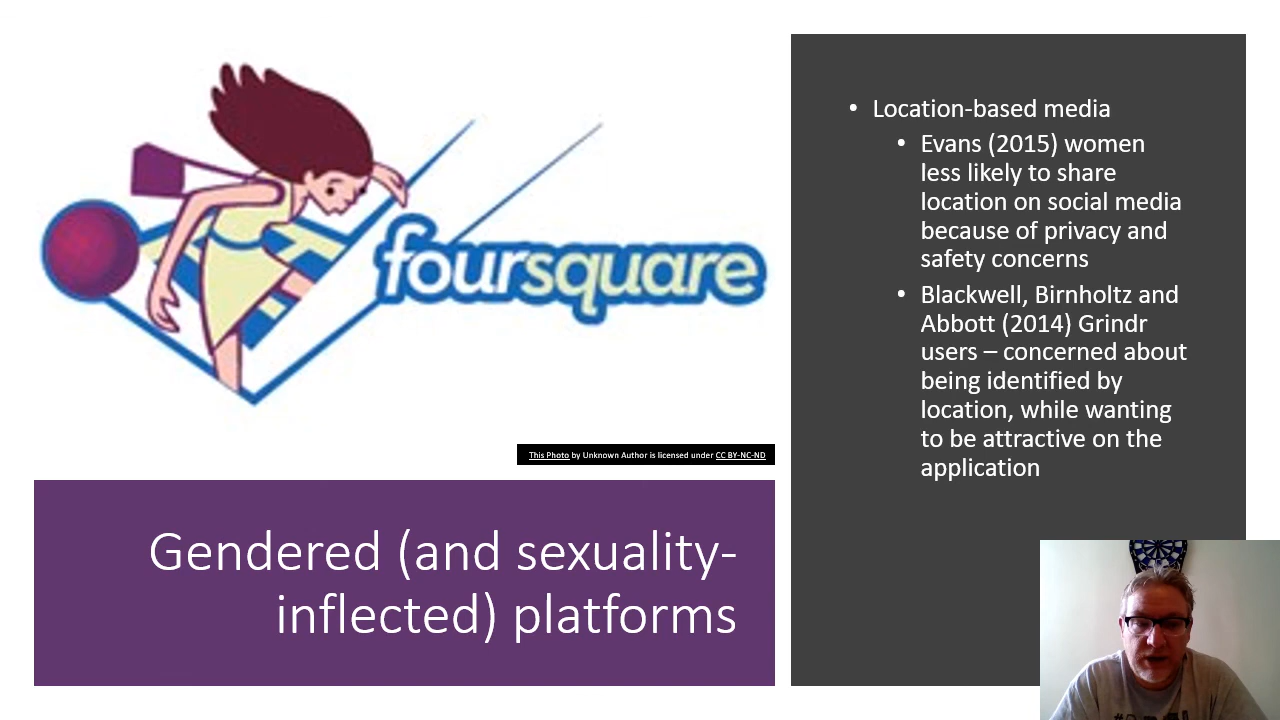 foursquare
This Photo by Unknown Author is licensed under CC BY-NC-ND
Gendered (and sexuality-
inflected) platforms
• Location-based media
• Evans (2015) women
less likely to share
location on social media
because of privacy and
safety concerns
• Blackwell, Birnholtz and
Abbott (2014) Grindr
users – concerned about
being identified by
location, while wanting
to be attractive on the
application